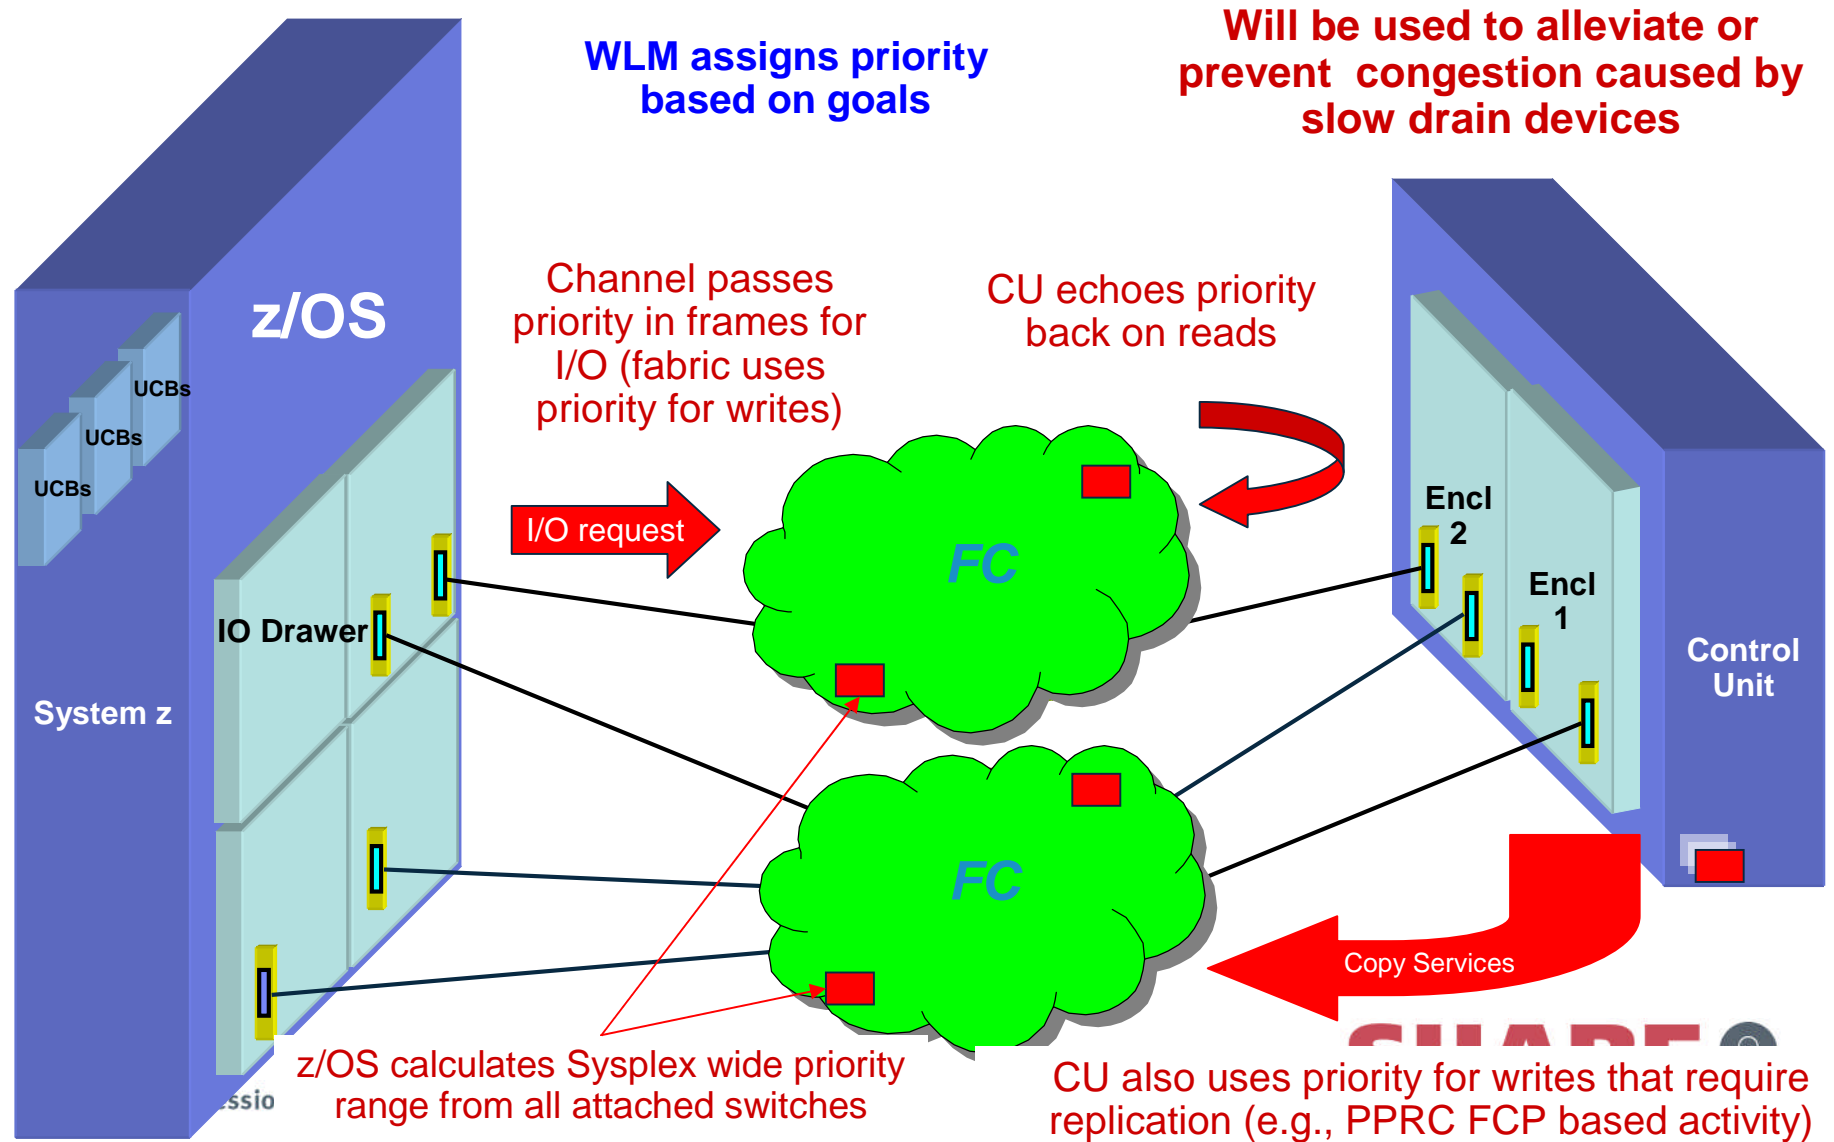 WLM assigns priority
based on goals
Will be used to alleviate or
prevent congestion caused by
slow drain devices
z/OS
Channel passes
priority in frames for
I/O (fabric uses
priority for writes)
CU echoes priority
back on reads
UCBs
UCBs
UCBs
I/O request
FC
Encl
2
Encl
1
IO Drawer
System z
Control
Unit
FC
Copy Services
z/OS calculates Sysplex wide priority
range from all attached switches
CU also uses priority for writes that require
replication (e.g., PPRC FCP based activity)